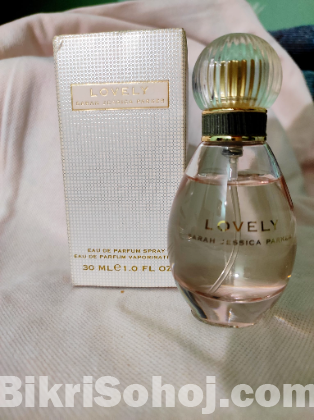 LOVELY
SARAH JESSICA PARKER
EAU DE PARFUM SPRAY
EAU DE PARFUM VAPORISATEUR
30 ML e 1.0 FL OZ
LOVELY
SARAH JESSICA PARKER
BikriSohoj.com